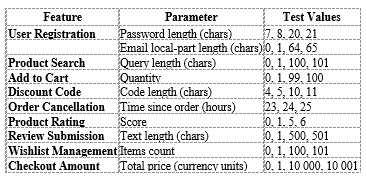 Feature Parameter Test Values
User Registration Password length (chars) 7, 8, 20, 21
Email local-part length (chars) 0, 1, 64, 65
Product Search Query length (chars) 0, 1, 100, 101
Add to Cart Quantity 0, 1, 99, 100
Discount Code Code length (chars) 4, 5, 10, 11
Order Cancellation Time since order (hours) 23, 24, 25
Product Rating Score 0, 1, 5, 6
Review Submission Text length (chars) 0, 1, 500, 501
Wishlist Management Items count 0, 1, 100, 101
Checkout Amount Total price (currency units) 0, 1, 10 000, 10 001